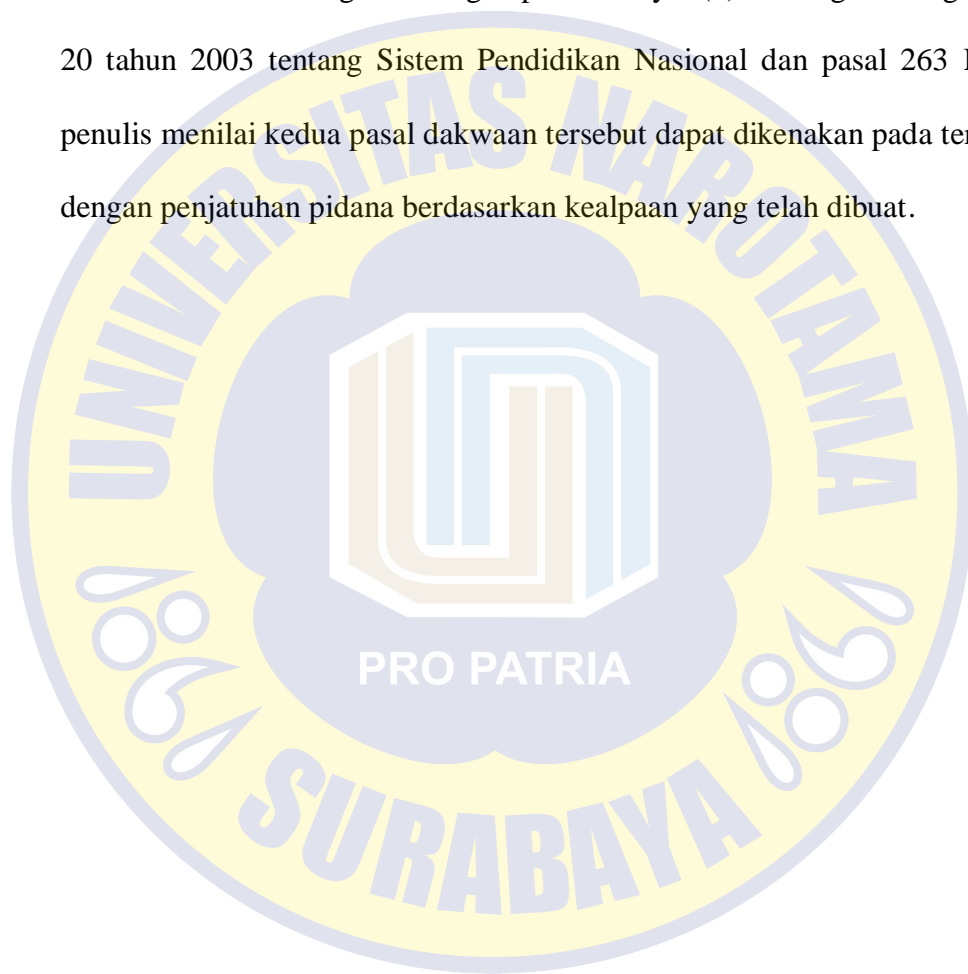 20 tahun 2003 tentang Sistem Pendidikan Nasional dan pasal 263
penulis menilai kedua pasal dakwaan tersebut dapat dikenakan pada
dengan penjatuhan pidana berdasarkan kealpaan yang telah dibuat.
UNIVERSITAS NAROTAMA
PRO PATRIA
SURABAYA